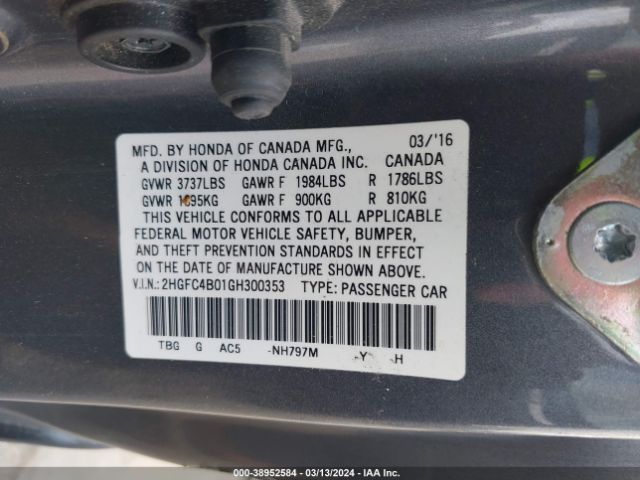 MFD. BY HONDA OF CANADA MFG., 03/'16
A DIVISION OF HONDA CANADA INC. CANADA
GVWR 3737LBS GAWR F 1984LBS R 1786LBS
GVWR 1695KG GAWR F 900KG R 810KG
THIS VEHICLE CONFORMS TO ALL APPLICABLE
FEDERAL MOTOR VEHICLE SAFETY, BUMPER,
AND THEFT PREVENTION STANDARDS IN EFFECT
ON THE DATE OF MANUFACTURE SHOWN ABOVE.
V.I.N.: 2HGFC4B01GH300353 TYPE: PASSENGER CAR
TBG G AC5 -NH797M -Y -H
000-38952584 | 03/13/2024 | IAA Inc.